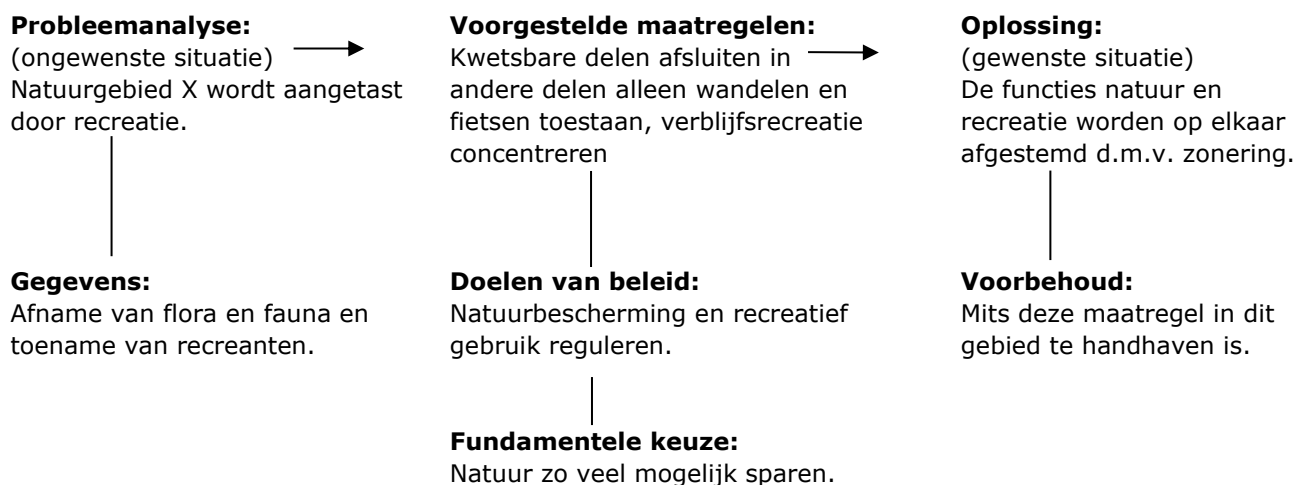 Probleemanalyse:
(ongewenste situatie)
Natuurgebied X wordt aangetast
door recreatie.
Voorgestelde maatregelen:
Kwetsbare delen afsluiten in
andere delen alleen wandelen en
fietsen toestaan, verblijfsrecreatie
concentreren
Oplossing:
(gewenste situatie)
De functies natuur en
recreatie worden op elkaar
afgestemd d.m.v. zonering.
Gegevens:
Afname van flora en fauna en
toename van recreanten.
Doelen van beleid:
Natuurbescherming en recreatief
gebruik reguleren.
Voorbehoud:
Mits deze maatregel in dit
gebied te handhaven is.
Fundamentele keuze:
Natuur zo veel mogelijk sparen.